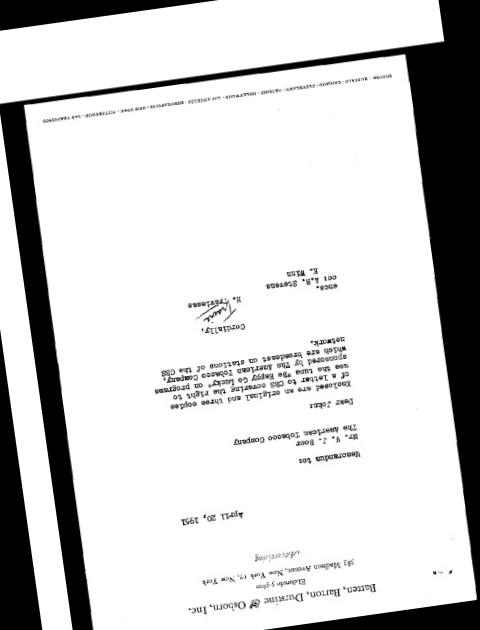 Batten, Barton, Durstine & Osborn, Inc.
383 Madison Avenue, New York 17, New York
Advertising
April 20, 1951
Memorandum to:
Mr. V. J. Boor
The American Tobacco Company
Dear John:
Enclosed are an original and three copies
of a letter to CBS covering the right to
use the tune "Be Happy Go Lucky" on programs
sponsored by The American Tobacco Company,
which are broadcast on stations of the CBS
network.
Cordially,
H. Travieses
encs.
cc: A.R. Stevens
K. Winn
BOSTON · BUFFALO · CHICAGO · CLEVELAND · DETROIT · HOLLYWOOD · LOS ANGELES · MINNEAPOLIS · NEW YORK · PITTSBURGH · SAN FRANCISCO